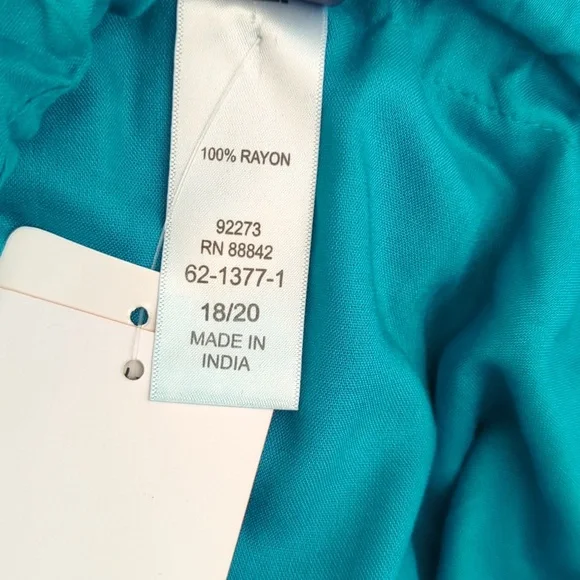 100% RAYON
92273
RN 88842
62-1377-1
18/20
MADE IN
INDIA